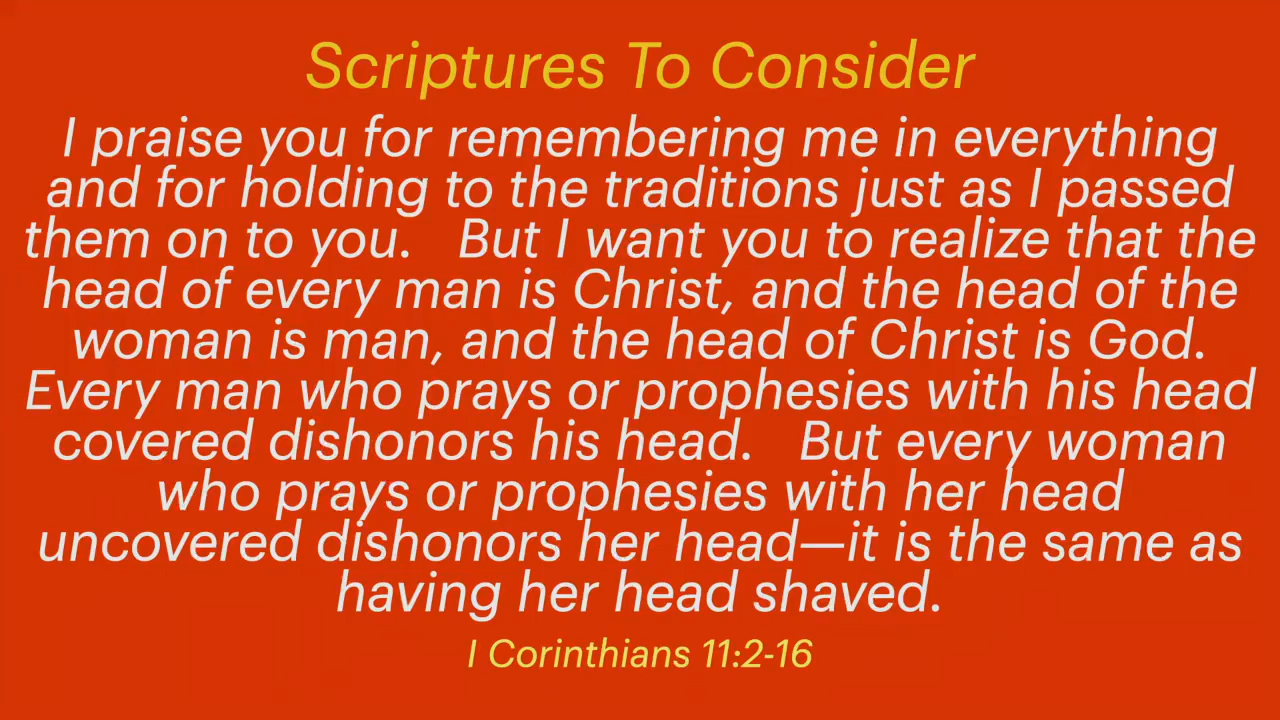 Scriptures To Consider
I praise you for remembering me in everything
and for holding to the traditions just as I passed
them on to you.   But I want you to realize that the
head of every man is Christ, and the head of the
woman is man, and the head of Christ is God.
Every man who prays or prophesies with his head
covered dishonors his head.   But every woman
who prays or prophesies with her head
uncovered dishonors her head—it is the same as
having her head shaved.
I Corinthians 11:2-16